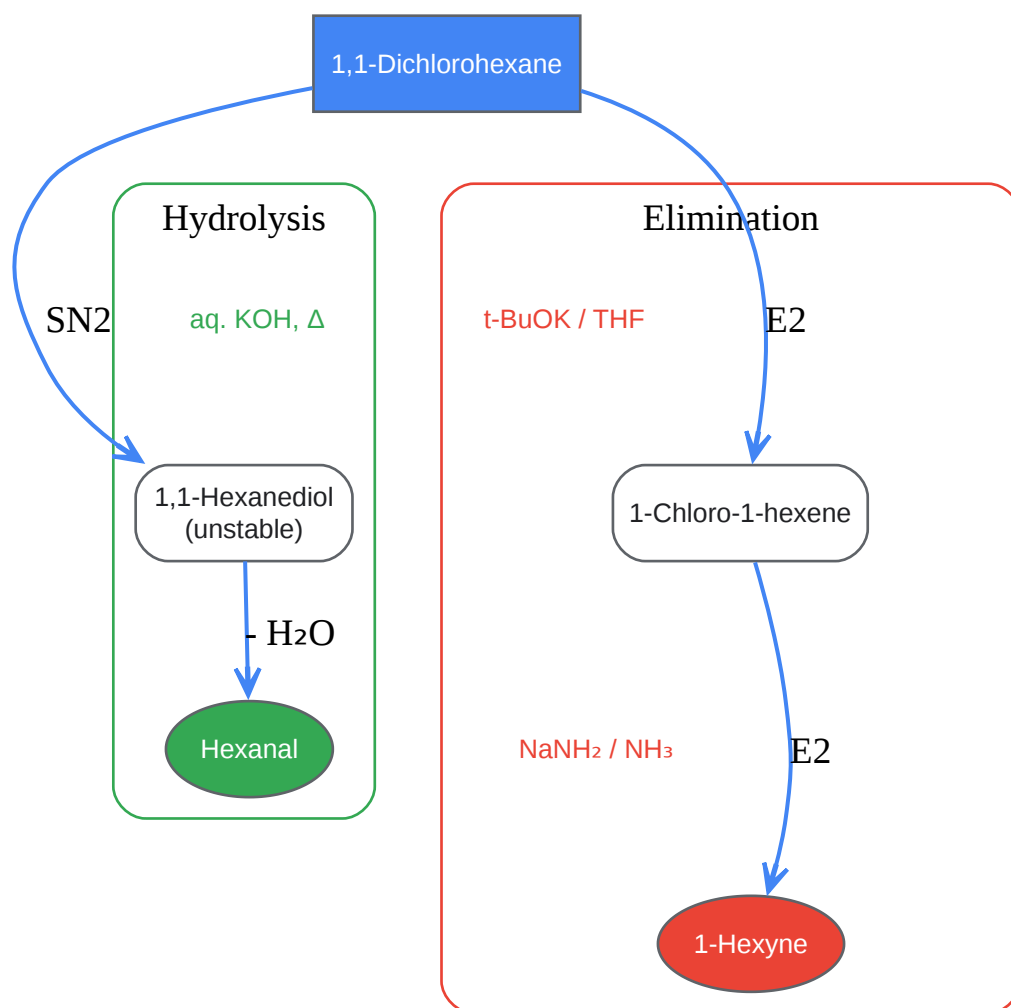 1,1-Dichlorohexane
Hydrolysis
Elimination
SN2
aq. KOH, Δ
t-BuOK / THF
E2
1,1-Hexanediol
(unstable)
1-Chloro-1-hexene
- H₂O
Hexanal
NaNH₂ / NH₃
E2
1-Hexyne